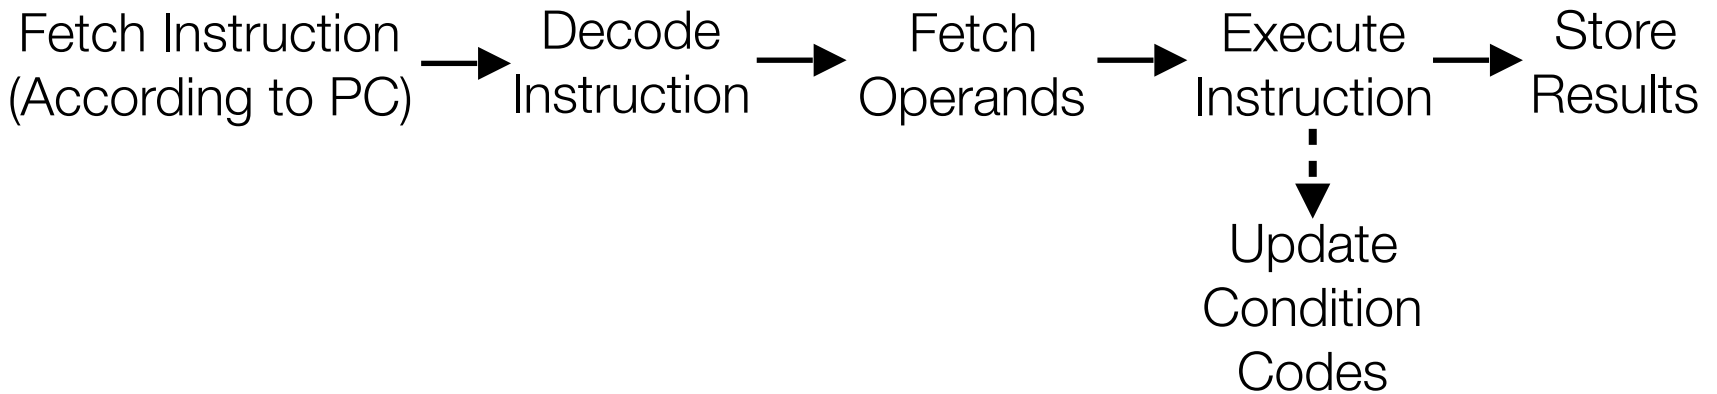 Fetch Instruction
(According to PC)
Decode
Instruction
Fetch
Operands
Execute
Instruction
Store
Results
Update
Condition
Codes